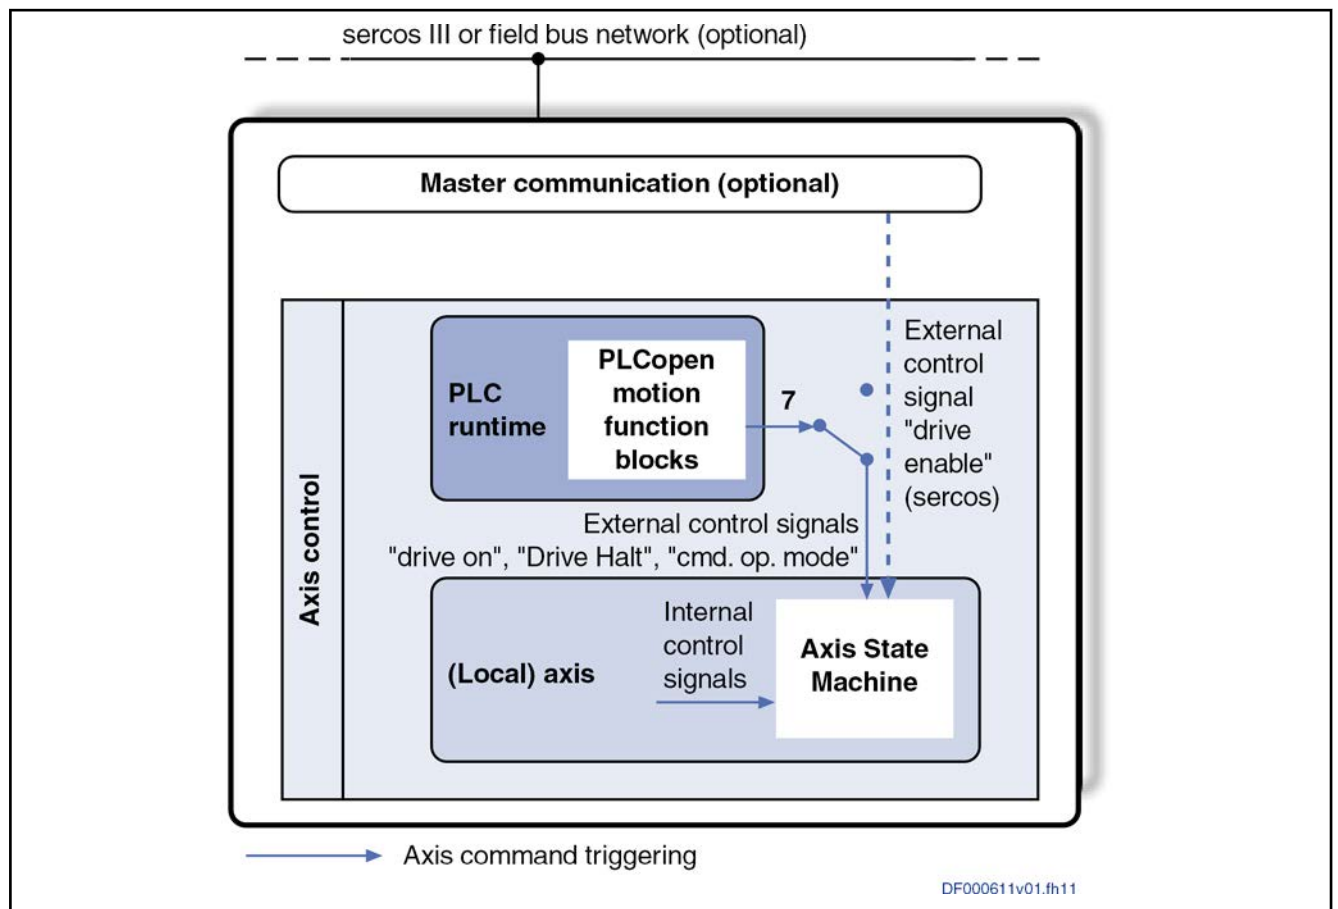 sercos III or field bus network (optional)
Master communication (optional)
Axis control
PLC
runtime
PLCopen
motion
function
blocks
7
External
control
signal
"drive
enable"
(sercos)
External control signals
"drive on", "Drive Halt", "cmd. op. mode"
(Local) axis
Internal
control
signals
Axis State
Machine
Axis command triggering
DF000611v01.fh11